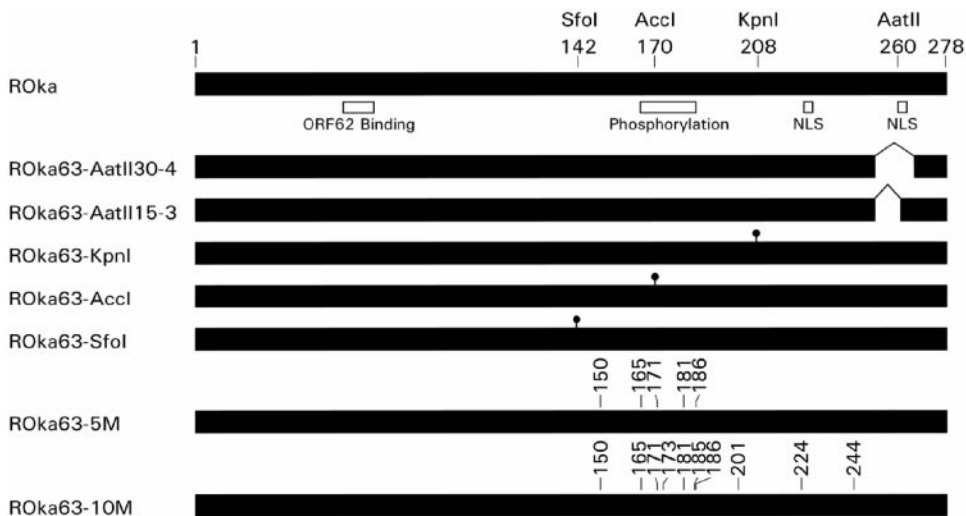 SfoI AccI KpnI AatII
1 142 170 208 260 278
ROka
ORF62 Binding Phosphorylation NLS NLS
ROka63-AatII30-4
ROka63-AatII15-3
ROka63-KpnI
ROka63-AccI
ROka63-SfoI
150 165 171 181 186
ROka63-5M
150 165 171 173 181 185 186 201 224 244
ROka63-10M